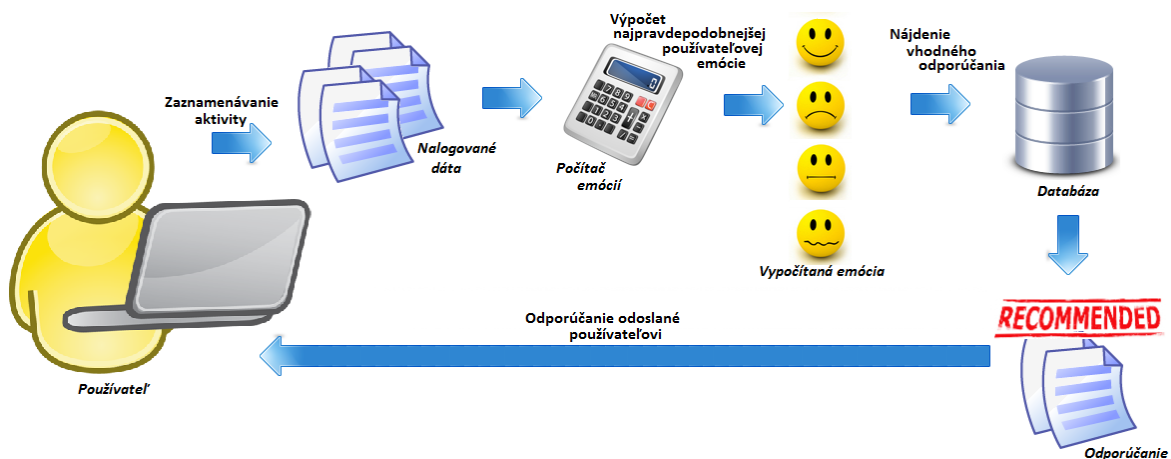 Zaznamenávanie
aktivity
Nalogované
dáta
Počítač
emócií
Výpočet
najpravdepodobnejšej
používateľovej
emócie
Vypočítaná emócia
Nájdenie
vhodného
odporúčania
Databáza
RECOMMENDED
Odporúčanie
Odporúčanie odoslané
používateľovi
Používateľ